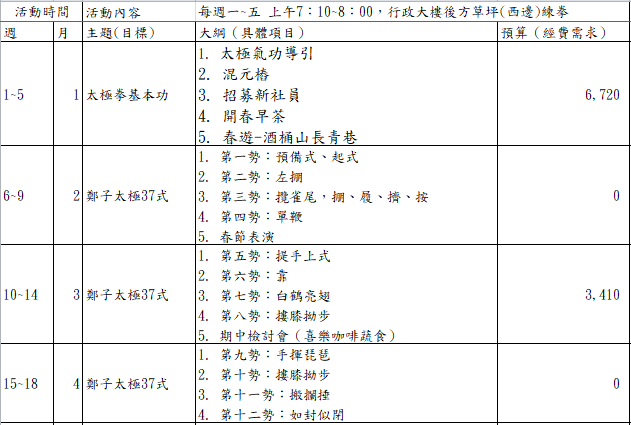 活動時間 活動內容 每週一~五 上午7：10~8：00，行政大樓後方草坪(西邊)練拳
週 月 主題(目標) 大綱（具體項目） 預算（經費需求）
1~5 1 太極拳基本功 6,720
1. 太極氣功導引
2. 混元樁
3. 招募新社員
4. 開春早茶
5. 春遊-酒桶山長青巷
6~9 2 鄭子太極37式 0
1. 第一勢：預備式、起式
2. 第二勢：左掤
3. 第三勢：攬雀尾，掤、履、擠、按
4. 第四勢：單鞭
5. 春節表演
10~14 3 鄭子太極37式 3,410
1. 第五勢：提手上式
2. 第六勢：靠
3. 第七勢：白鶴亮翅
4. 第八勢：摟膝拗步
5. 期中檢討會（喜樂咖啡蔬食）
15~18 4 鄭子太極37式 0
1. 第九勢：手揮琵琶
2. 第十勢：摟膝拗步
3. 第十一勢：搬攔捶
4. 第十二勢：如封似閉